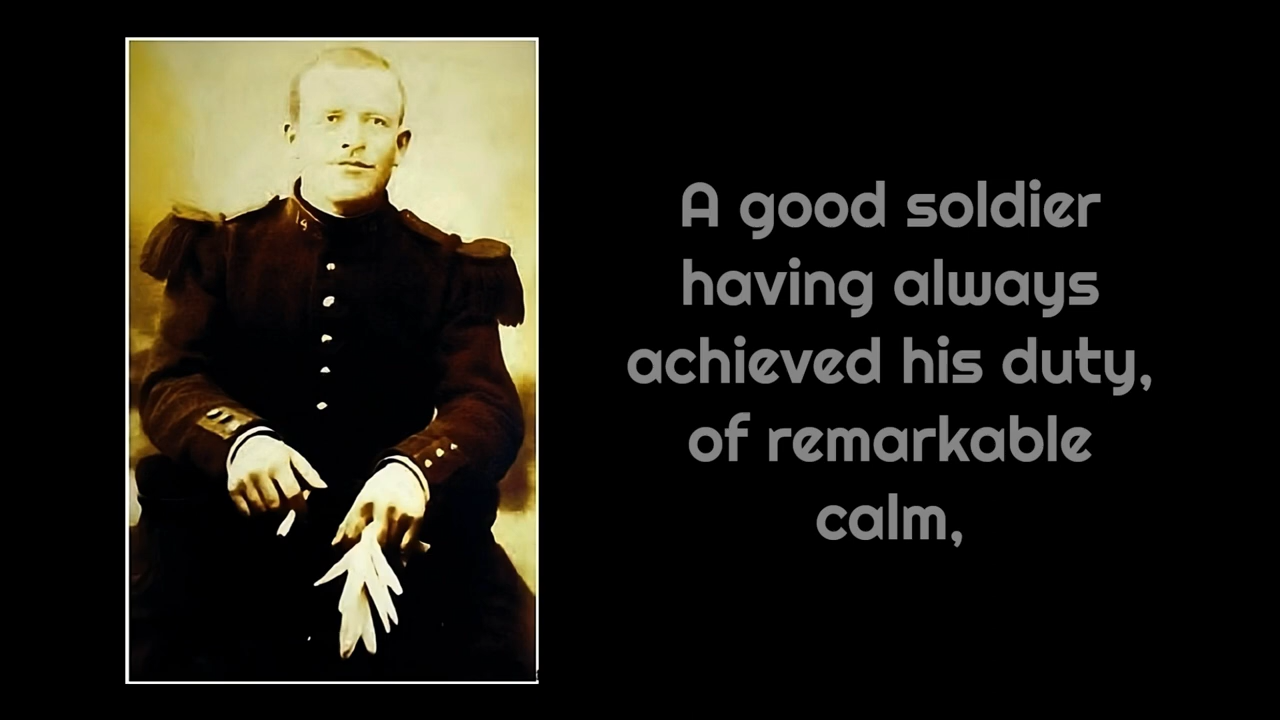 A good soldier
having always
achieved his duty,
of remarkable
calm,